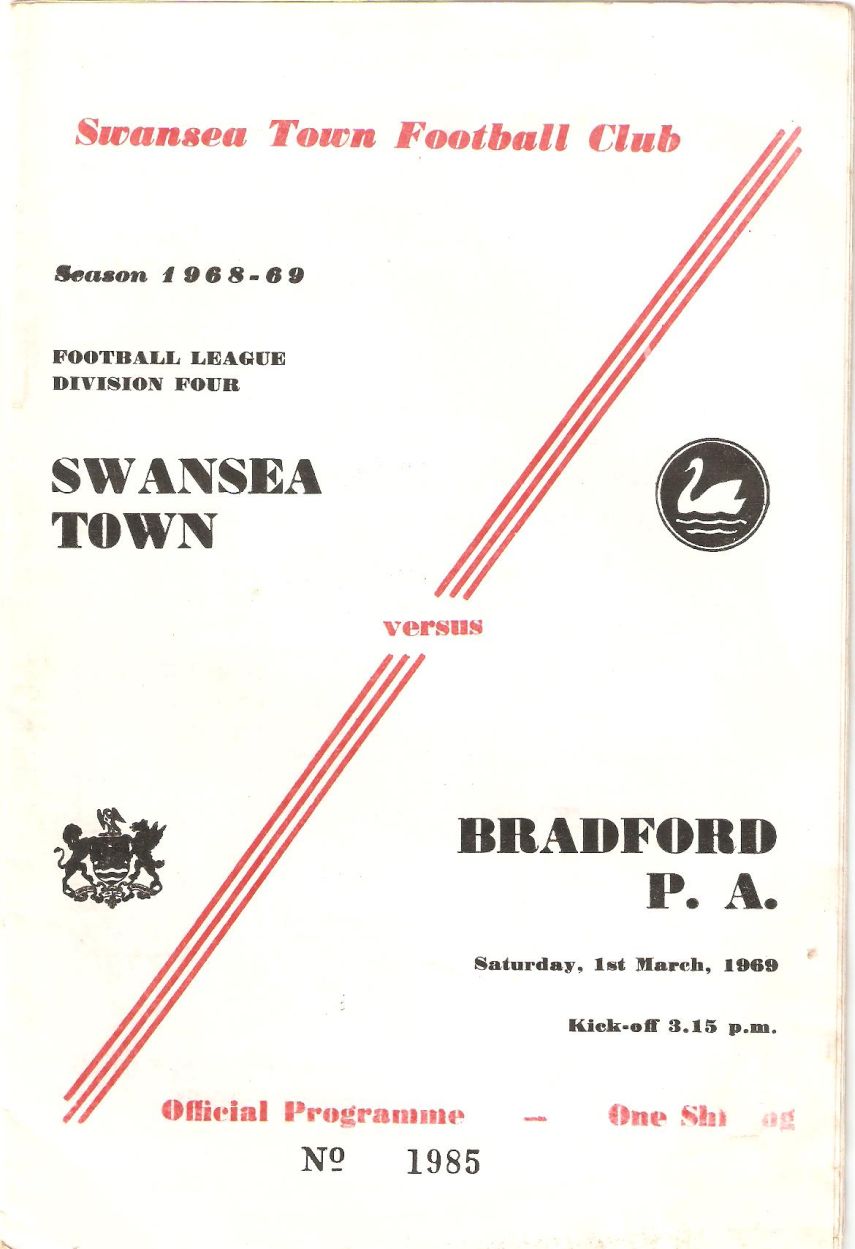 Swansea Town Football Club
Season 1968-69
FOOTBALL LEAGUE
DIVISION FOUR
SWANSEA
TOWN
versus
BRADFORD
P. A.
Saturday, 1st March, 1969
Kick-off 3.15 p.m.
Official Programme — One
Nº 1985